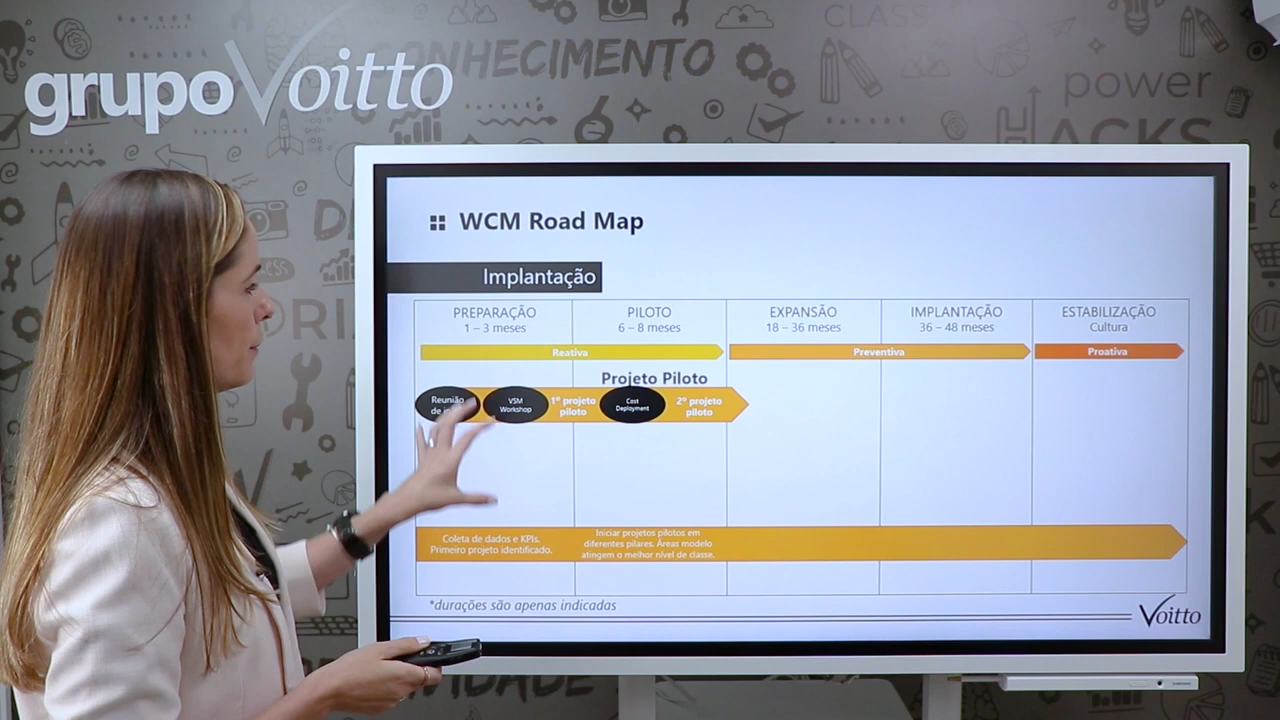 grupo Voitto
CONHECIMENTO
CLASS
power
HACKS
WCM Road Map
Implantação
PREPARAÇÃO
1 – 3 meses
PILOTO
6 – 8 meses
EXPANSÃO
18 – 36 meses
IMPLANTAÇÃO
36 – 48 meses
ESTABILIZAÇÃO
Cultura
Reativa
Preventiva
Proativa
Projeto Piloto
Reunião
VSM
Workshop
1º projeto
piloto
Cost
Deployment
2º projeto
piloto
Coleta de dados e KPIs.
Primeiro projeto identificado.
Iniciar projetos pilotos em
diferentes pilares. Áreas modelo
atingem o melhor nível de classe.
*durações são apenas indicadas
Voitto